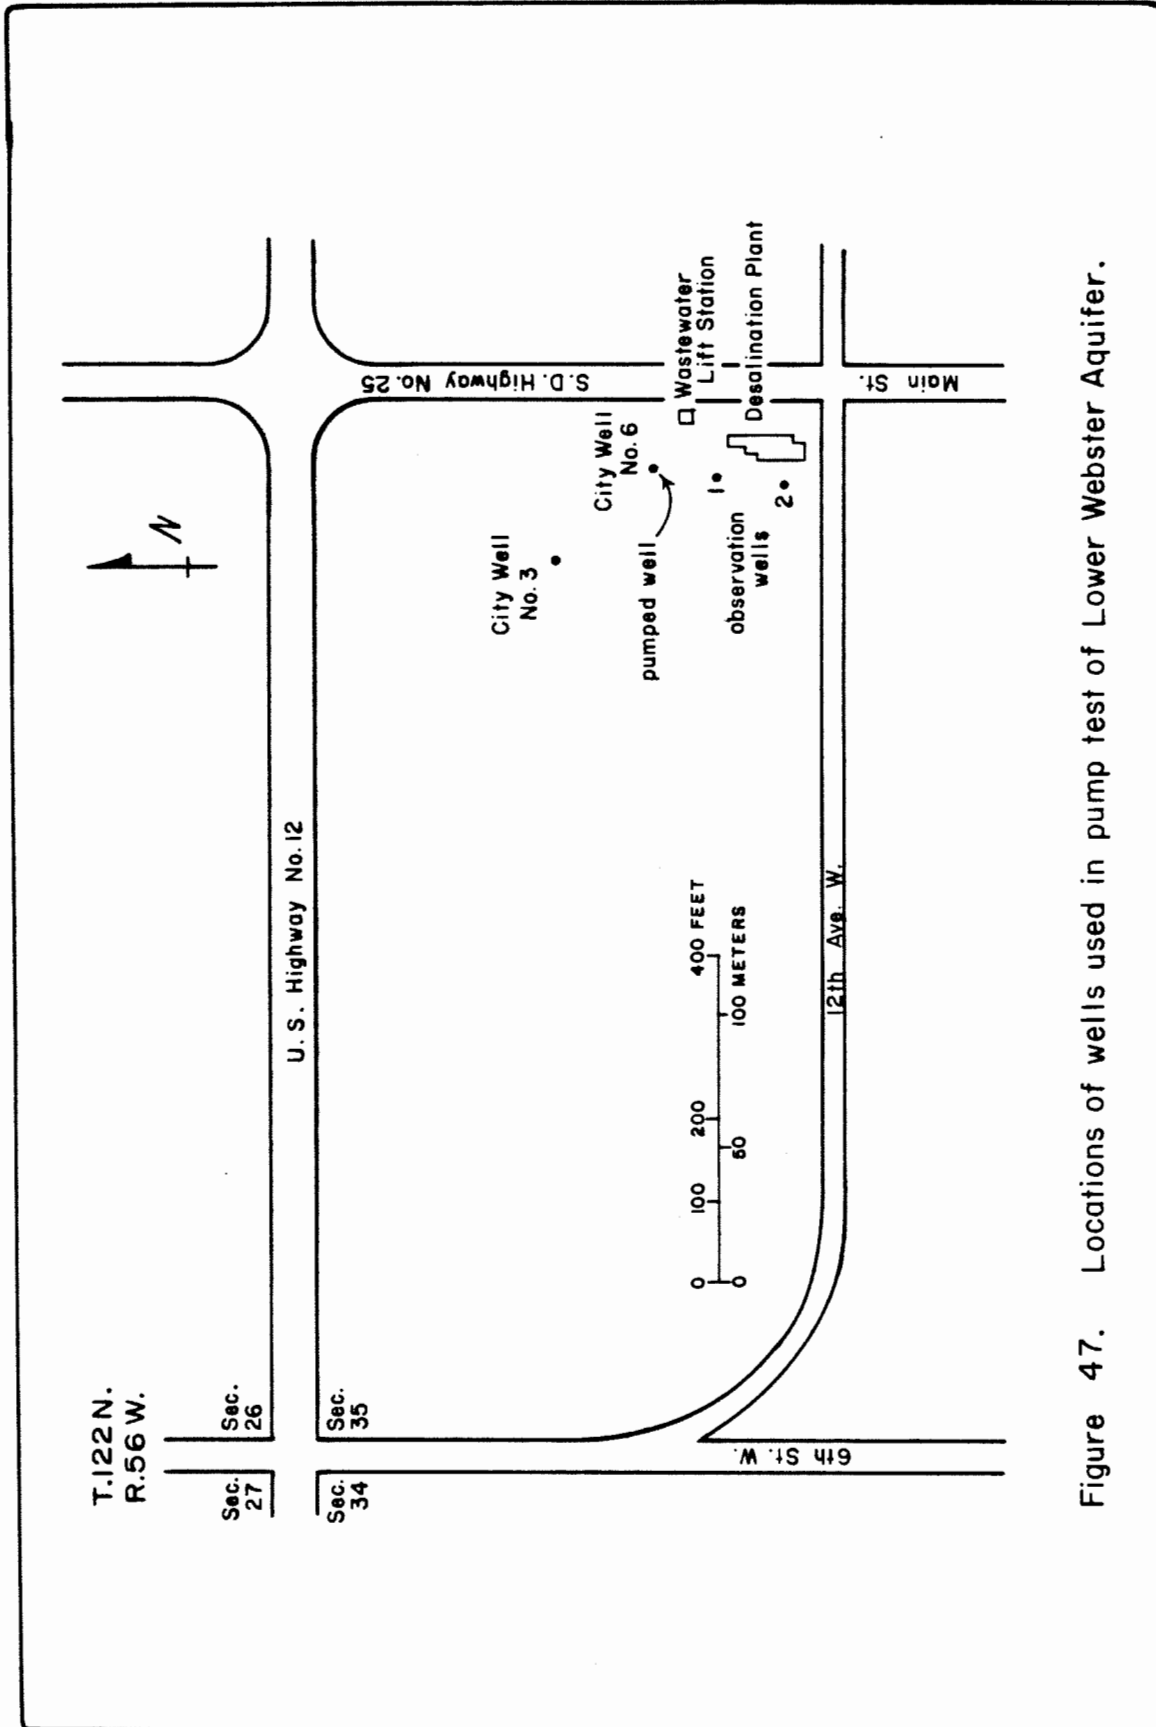 T.122N.
R.56W.
N
Sec.
27
Sec.
26
Sec.
34
Sec.
35
U.S. Highway No. 12
S.D. Highway No. 25
City Well
No. 3
City Well
No. 6
pumped well
Wastewater
Lift Station
1
observation
wells
2
Desalination Plant
0 100 200 400 FEET
0 50 100 METERS
6th St. W.
12th Ave. W.
Main St.
Figure 47. Locations of wells used in pump test of Lower Webster Aquifer.